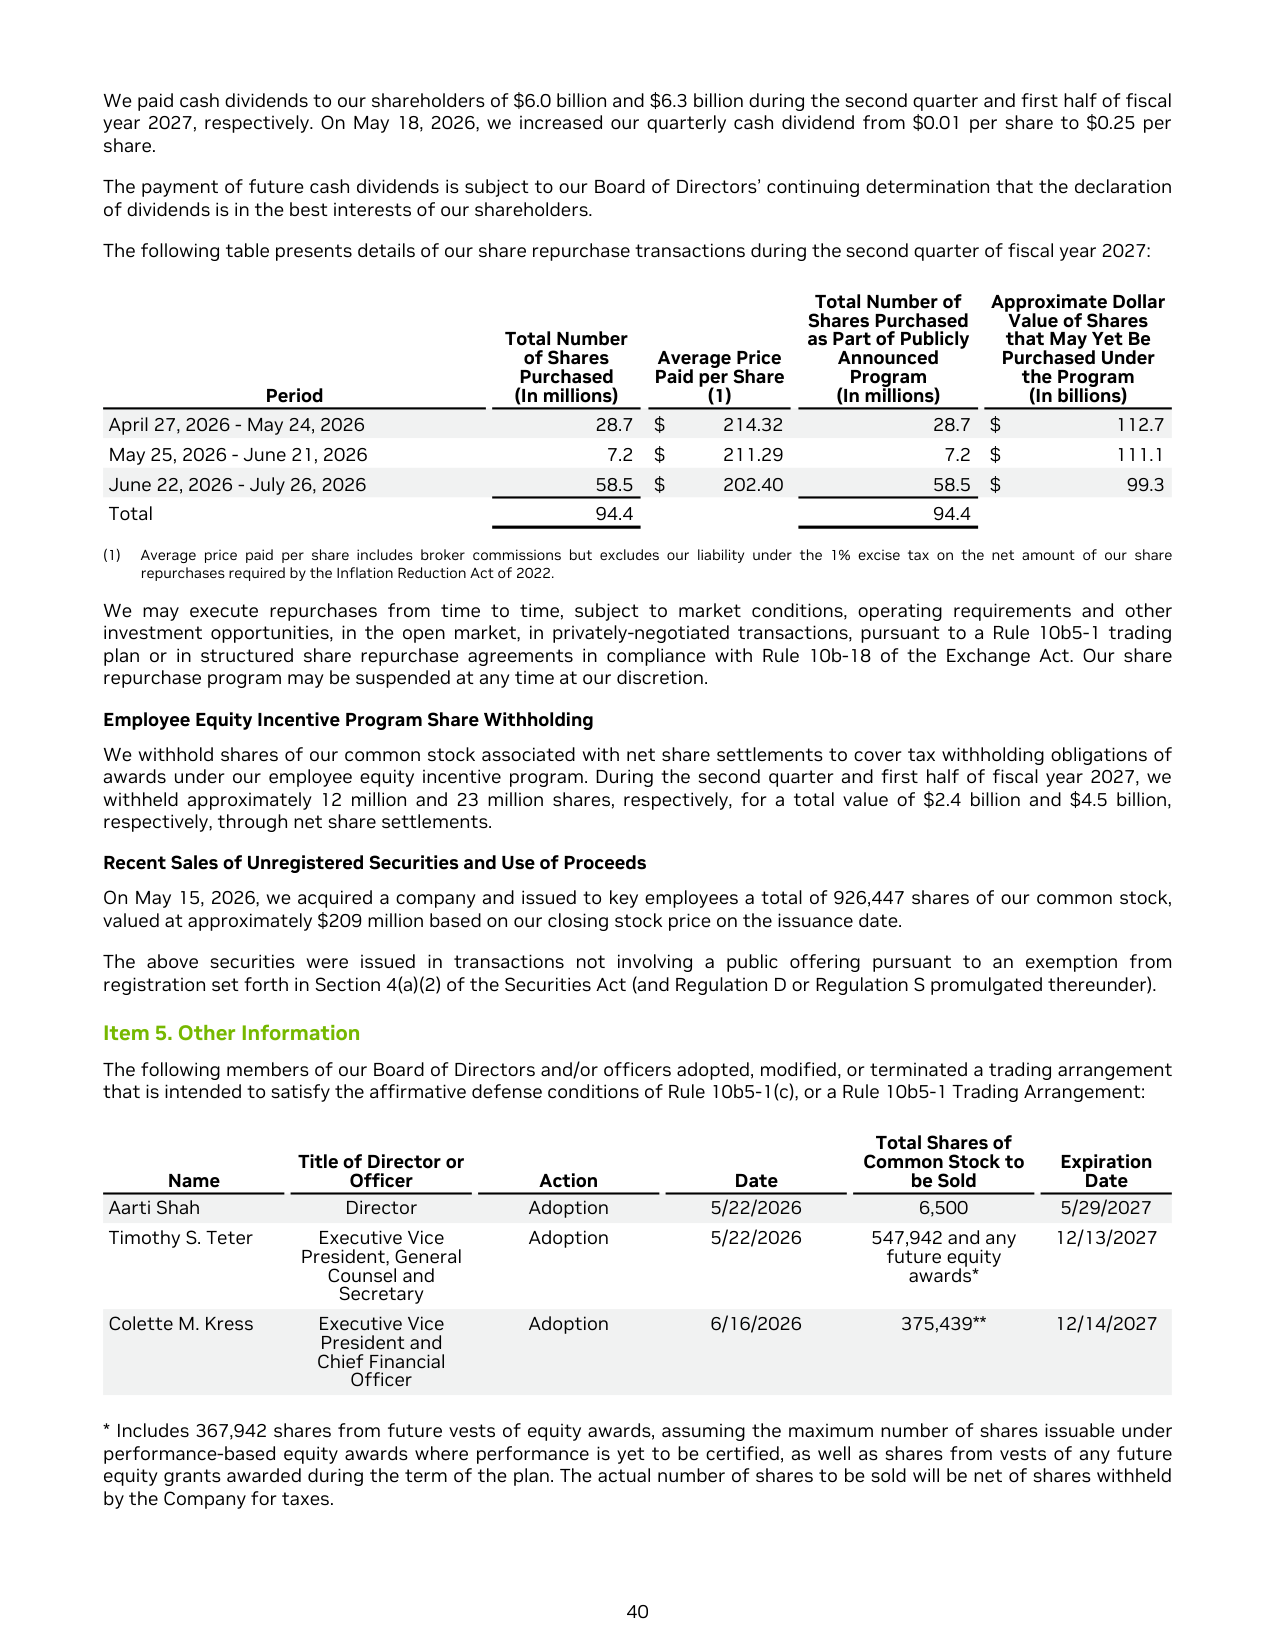 We paid cash dividends to our shareholders of $6.0 billion and $6.3 billion during the second quarter and first half of fiscal
year 2027, respectively. On May 18, 2026, we increased our quarterly cash dividend from $0.01 per share to $0.25 per
share.
The payment of future cash dividends is subject to our Board of Directors’ continuing determination that the declaration
of dividends is in the best interests of our shareholders.
The following table presents details of our share repurchase transactions during the second quarter of fiscal year 2027:
Period
Total Number
of Shares
Purchased
(In millions)
Average Price
Paid per Share
(1)
Total Number of
Shares Purchased
as Part of Publicly
Announced
Program
(In millions)
Approximate Dollar
Value of Shares
that May Yet Be
Purchased Under
the Program
(In billions)
April 27, 2026 - May 24, 2026 28.7 $ 214.32 28.7 $ 112.7
May 25, 2026 - June 21, 2026 7.2 $ 211.29 7.2 $ 111.1
June 22, 2026 - July 26, 2026 58.5 $ 202.40 58.5 $ 99.3
Total 94.4 94.4
(1) Average price paid per share includes broker commissions but excludes our liability under the 1% excise tax on the net amount of our share
repurchases required by the Inflation Reduction Act of 2022.
We may execute repurchases from time to time, subject to market conditions, operating requirements and other
investment opportunities, in the open market, in privately-negotiated transactions, pursuant to a Rule 10b5-1 trading
plan or in structured share repurchase agreements in compliance with Rule 10b-18 of the Exchange Act. Our share
repurchase program may be suspended at any time at our discretion.
Employee Equity Incentive Program Share Withholding
We withhold shares of our common stock associated with net share settlements to cover tax withholding obligations of
awards under our employee equity incentive program. During the second quarter and first half of fiscal year 2027, we
withheld approximately 12 million and 23 million shares, respectively, for a total value of $2.4 billion and $4.5 billion,
respectively, through net share settlements.
Recent Sales of Unregistered Securities and Use of Proceeds
On May 15, 2026, we acquired a company and issued to key employees a total of 926,447 shares of our common stock,
valued at approximately $209 million based on our closing stock price on the issuance date.
The above securities were issued in transactions not involving a public offering pursuant to an exemption from
registration set forth in Section 4(a)(2) of the Securities Act (and Regulation D or Regulation S promulgated thereunder).
Item 5. Other Information
The following members of our Board of Directors and/or officers adopted, modified, or terminated a trading arrangement
that is intended to satisfy the affirmative defense conditions of Rule 10b5-1(c), or a Rule 10b5-1 Trading Arrangement:
Name
Title of Director or
Officer
Action
Date
Total Shares of
Common Stock to
be Sold
Expiration
Date
Aarti Shah Director Adoption 5/22/2026 6,500 5/29/2027
Timothy S. Teter Executive Vice Adoption 5/22/2026 547,942 and any 12/13/2027
President, General future equity
Counsel and awards*
Secretary
Colette M. Kress Executive Vice Adoption 6/16/2026 375,439** 12/14/2027
President and
Chief Financial
Officer
* Includes 367,942 shares from future vests of equity awards, assuming the maximum number of shares issuable under
performance-based equity awards where performance is yet to be certified, as well as shares from vests of any future
equity grants awarded during the term of the plan. The actual number of shares to be sold will be net of shares withheld
by the Company for taxes.
40